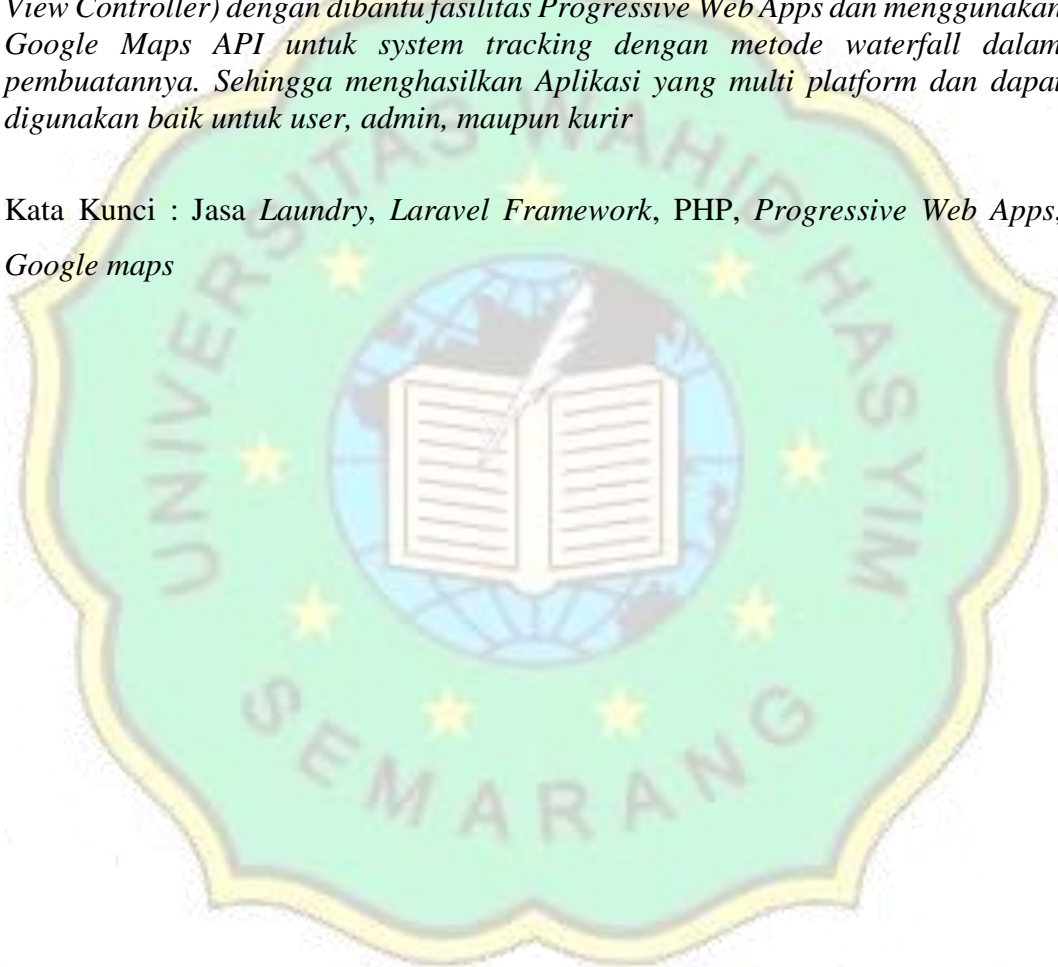 View Controller) dengan dibantu fasilitas Progressive Web Apps dan menggunakan
Google Maps API untuk system tracking dengan metode waterfall dalam
pembuatannya. Sehingga menghasilkan Aplikasi yang multi platform dan dapat
digunakan baik untuk user, admin, maupun kurir
Kata Kunci : Jasa Laundry, Laravel Framework, PHP, Progressive Web Apps,
Google maps
UNIVERSITAS WAHID HASYIM
SEMARANG